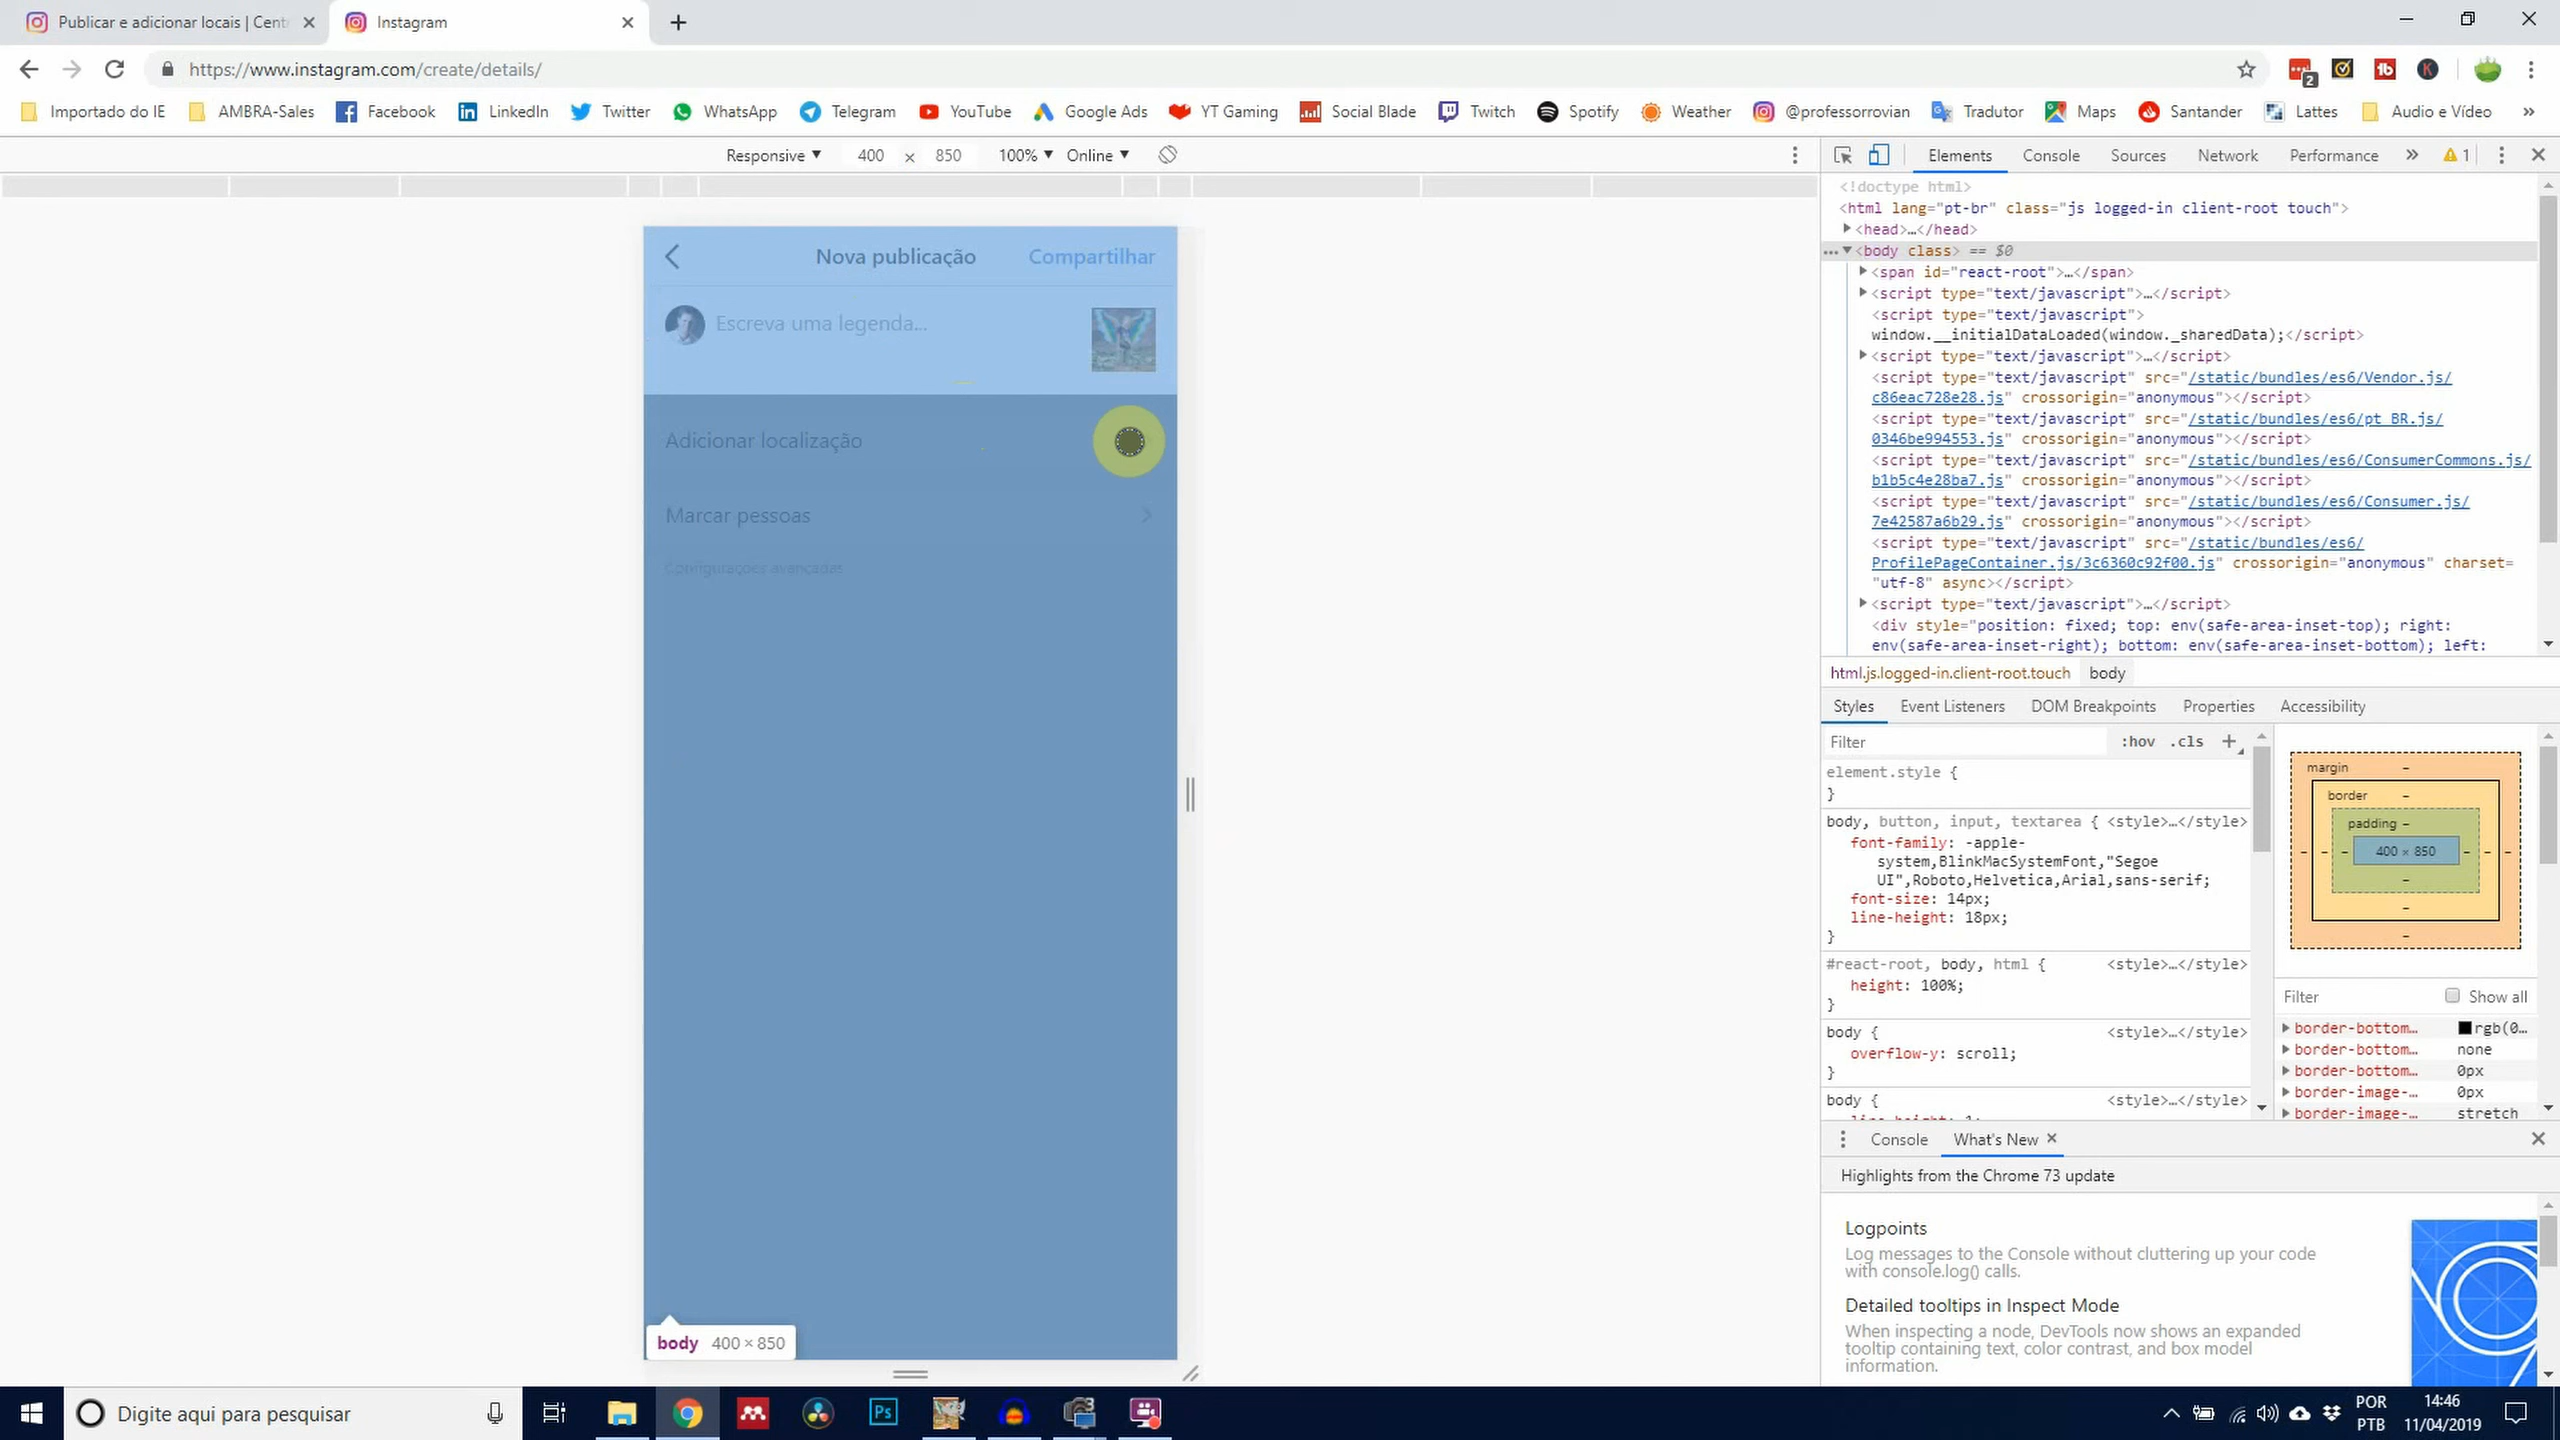 Publicar e adicionar locais | Cent
Instagram
https://www.instagram.com/create/details/
2
Importado do IE
AMBRA-Sales
Facebook
LinkedIn
Twitter
WhatsApp
Telegram
YouTube
Google Ads
YT Gaming
Social Blade
Twitch
Spotify
Weather
@professorrovian
Tradutor
Maps
Santander
Lattes
Audio e Vídeo
»
Responsive ▼ 400 × 850 100% ▼ Online ▼
Nova publicação
Compartilhar
Escreva uma legenda...
Adicionar localização
Marcar pessoas
Configurações avançadas
body 400 × 850
Elements Console Sources Network Performance » 1
<!doctype html>
<html lang="pt-br" class="js logged-in client-root touch">
<head>…</head>
<body class> == $0
<span id="react-root">…</span>
<script type="text/javascript">…</script>
<script type="text/javascript">
window.__initialDataLoaded(window._sharedData);</script>
<script type="text/javascript">…</script>
<script type="text/javascript" src="/static/bundles/es6/Vendor.js/
c86eac728e28.js" crossorigin="anonymous"></script>
<script type="text/javascript" src="/static/bundles/es6/pt_BR.js/
0346be994553.js" crossorigin="anonymous"></script>
<script type="text/javascript" src="/static/bundles/es6/ConsumerCommons.js/
b1b5c4e28ba7.js" crossorigin="anonymous"></script>
<script type="text/javascript" src="/static/bundles/es6/Consumer.js/
7e42587a6b29.js" crossorigin="anonymous"></script>
<script type="text/javascript" src="/static/bundles/es6/
ProfilePageContainer.js/3c6360c92f00.js" crossorigin="anonymous" charset=
"utf-8" async></script>
<script type="text/javascript">…</script>
<div style="position: fixed; top: env(safe-area-inset-top); right:
env(safe-area-inset-right); bottom: env(safe-area-inset-bottom); left:
html.js.logged-in.client-root.touch body
Styles Event Listeners DOM Breakpoints Properties Accessibility
Filter :hov .cls +
element.style {
}
body, button, input, textarea { <style>…</style>
font-family: -apple-
system,BlinkMacSystemFont,"Segoe
UI",Roboto,Helvetica,Arial,sans-serif;
font-size: 14px;
line-height: 18px;
}
#react-root, body, html { <style>…</style>
height: 100%;
}
body { <style>…</style>
overflow-y: scroll;
}
body { <style>…</style>
margin –
border –
padding –
400 × 850
Filter Show all
border-bottom… rgb(0…
border-bottom… none
border-bottom… 0px
border-image-… 0px
border-image-… stretch
Console What's New ×
Highlights from the Chrome 73 update
Logpoints
Log messages to the Console without cluttering up your code
with console.log() calls.
Detailed tooltips in Inspect Mode
When inspecting a node, DevTools now shows an expanded
tooltip containing text, color contrast, and box model
information.
Digite aqui para pesquisar
Ps
3
POR
PTB
14:46
11/04/2019